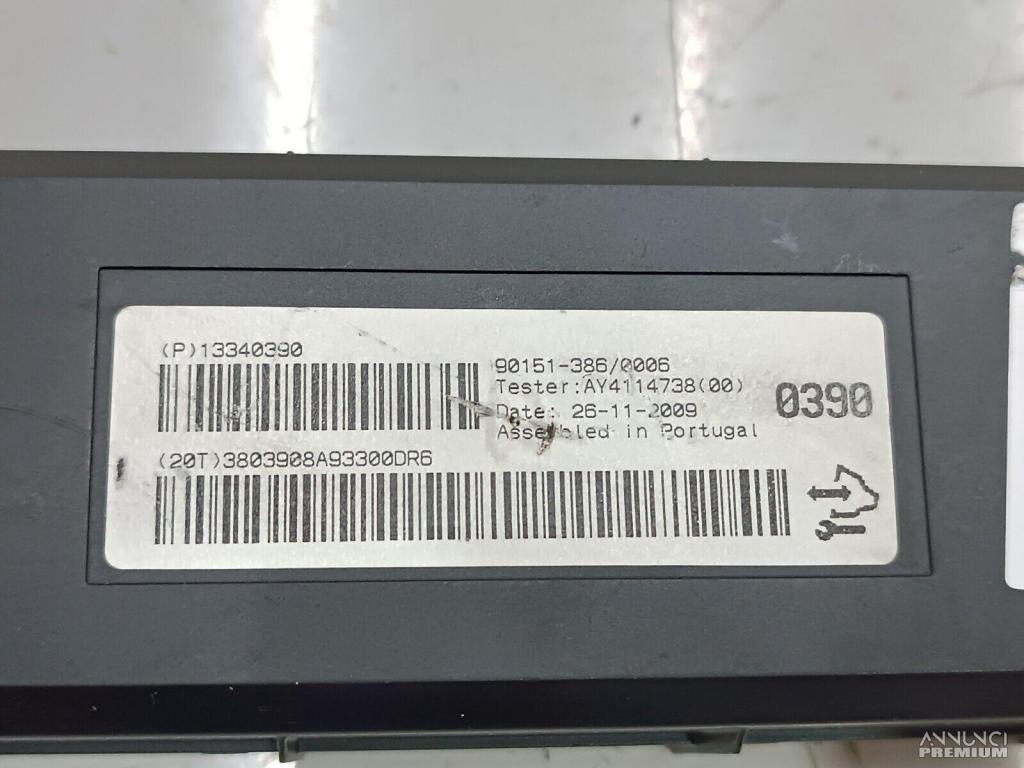 (P)13340390
90151-386/0006
Tester:AY4114738(00)
Date: 26-11-2009
Assembled in Portugal
0390
(20T)3803908A93300DR6
ANNUNCI
PREMIUM